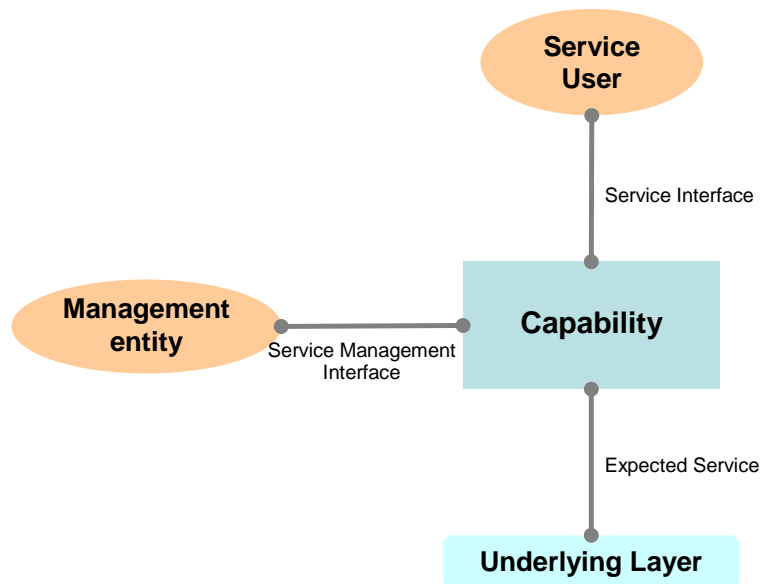 Service
User
Service Interface
Management
entity
Capability
Service Management
Interface
Expected Service
Underlying Layer